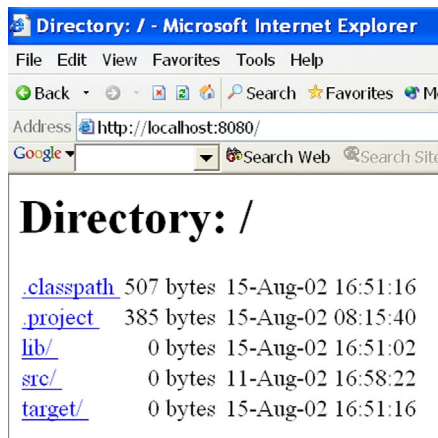 Directory: / - Microsoft Internet Explorer
File Edit View Favorites Tools Help
Back Search Favorites
Address http://localhost:8080/
Google Search Web Search Site
Directory: /
.classpath 507 bytes 15-Aug-02 16:51:16
.project 385 bytes 15-Aug-02 08:15:40
lib/ 0 bytes 15-Aug-02 16:51:02
src/ 0 bytes 11-Aug-02 16:58:22
target/ 0 bytes 15-Aug-02 16:51:16